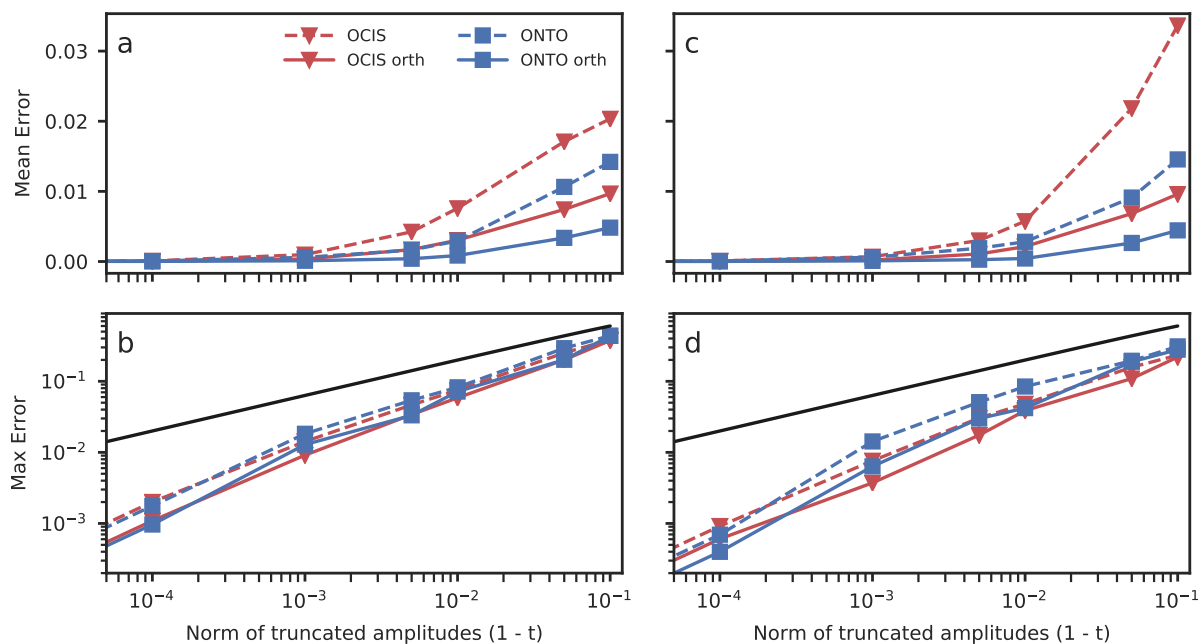 a
OCIS
OCIS orth
ONTO
ONTO orth
c
Mean Error
0.03
0.02
0.01
0.00
b
d
Max Error
10⁻¹
10⁻²
10⁻³
10⁻⁴ 10⁻³ 10⁻² 10⁻¹
10⁻⁴ 10⁻³ 10⁻² 10⁻¹
Norm of truncated amplitudes (1 - t)
Norm of truncated amplitudes (1 - t)